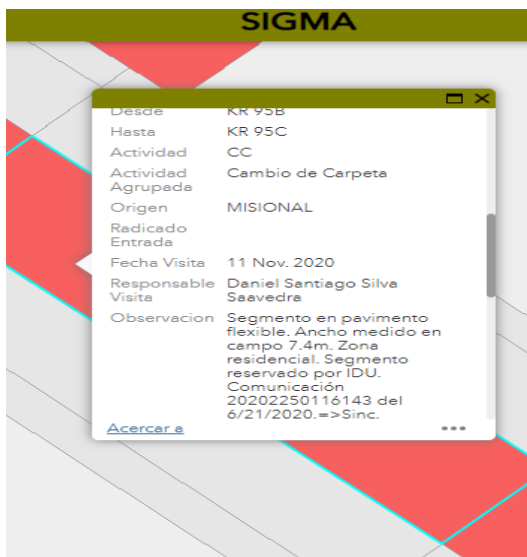 SIGMA
Desde KR 95B
Hasta KR 95C
Actividad CC
Actividad Cambio de Carpeta
Agrupada
Origen MISIONAL
Radicado
Entrada
Fecha Visita 11 Nov. 2020
Responsable Daniel Santiago Silva
Visita Saavedra
Observacion Segmento en pavimento
flexible. Ancho medido en
campo 7.4m. Zona
residencial. Segmento
reservado por IDU.
Comunicación
20202250116143 del
6/21/2020.=>Sinc.
Acercar a